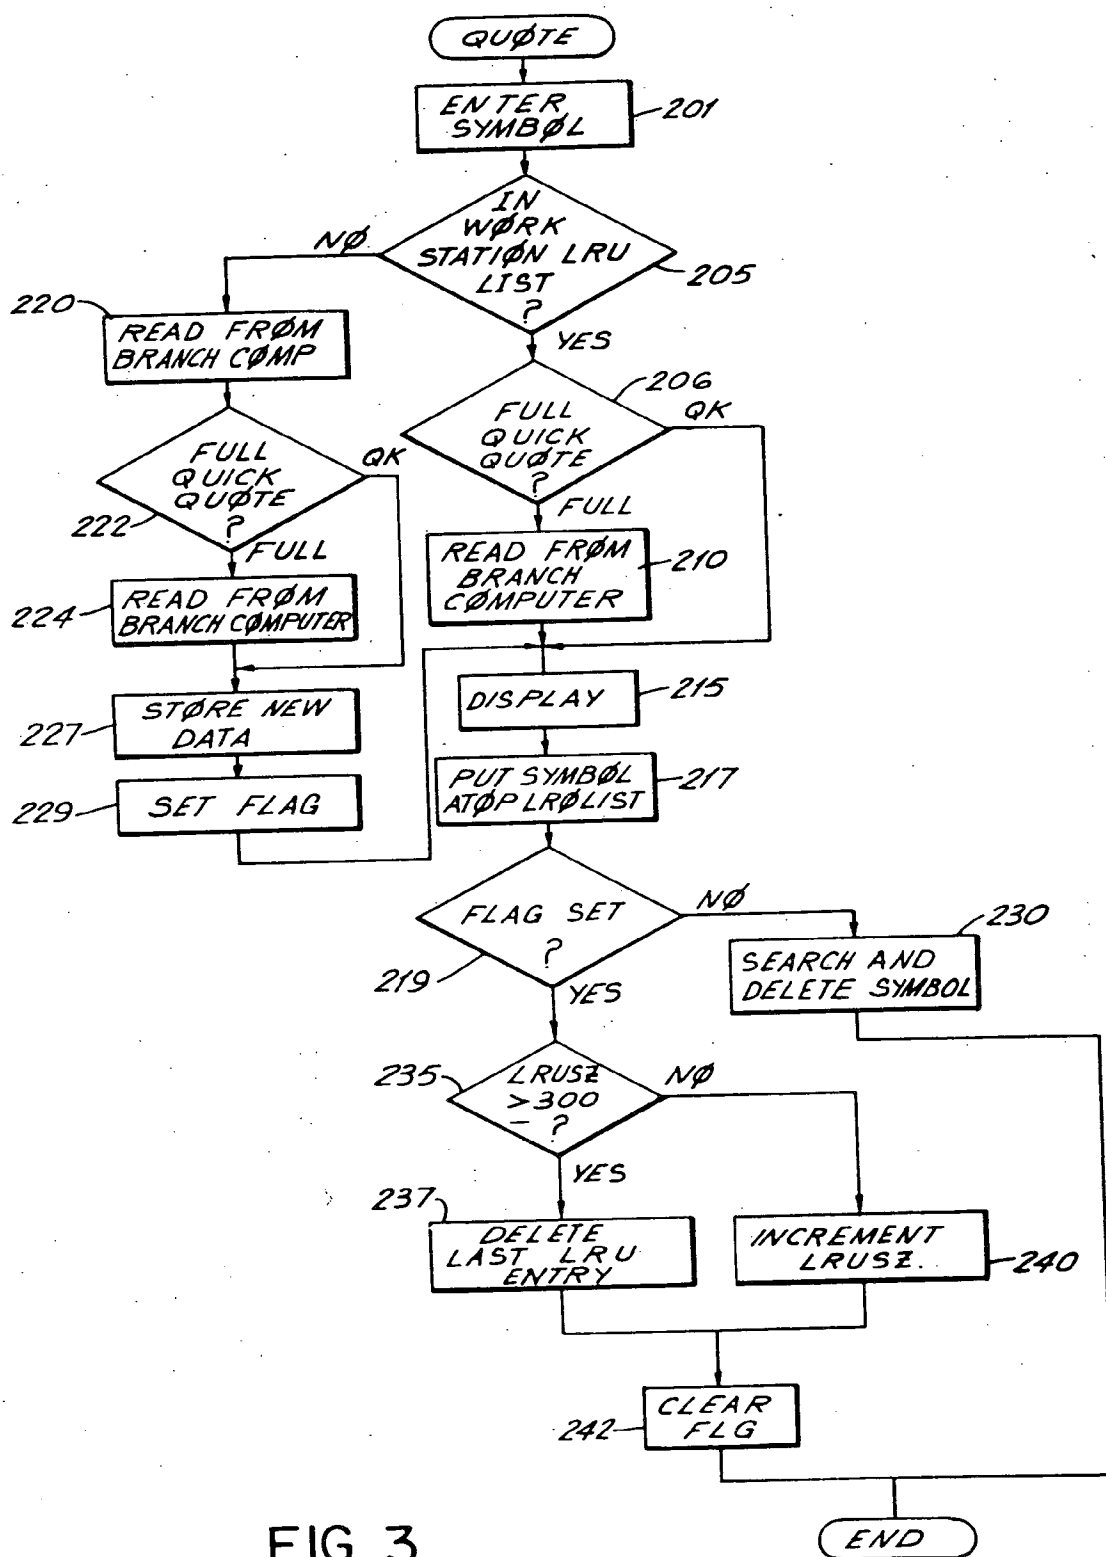 QUØTE
ENTER
SYMBØL
201
IN
WØRK
STATIØN LRU
LIST
?
205
NØ
YES
220
READ FRØM
BRANCH CØMP
206
FULL
QUICK
QUØTE
?
QK
FULL
FULL
QUICK
QUØTE
?
222
QK
FULL
READ FRØM
BRANCH
CØMPUTER
210
224
READ FRØM
BRANCH CØMPUTER
DISPLAY
215
227
STØRE NEW
DATA
PUT SYMBØL
ATØP LRØ LIST
217
229
SET FLAG
FLAG SET
?
219
NØ
YES
230
SEARCH AND
DELETE SYMBOL
235
LRUSZ
>300
– ?
NØ
YES
237
DELETE
LAST LRU
ENTRY
INCREMENT
LRUSZ.
240
242
CLEAR
FLG
END
FIG 3